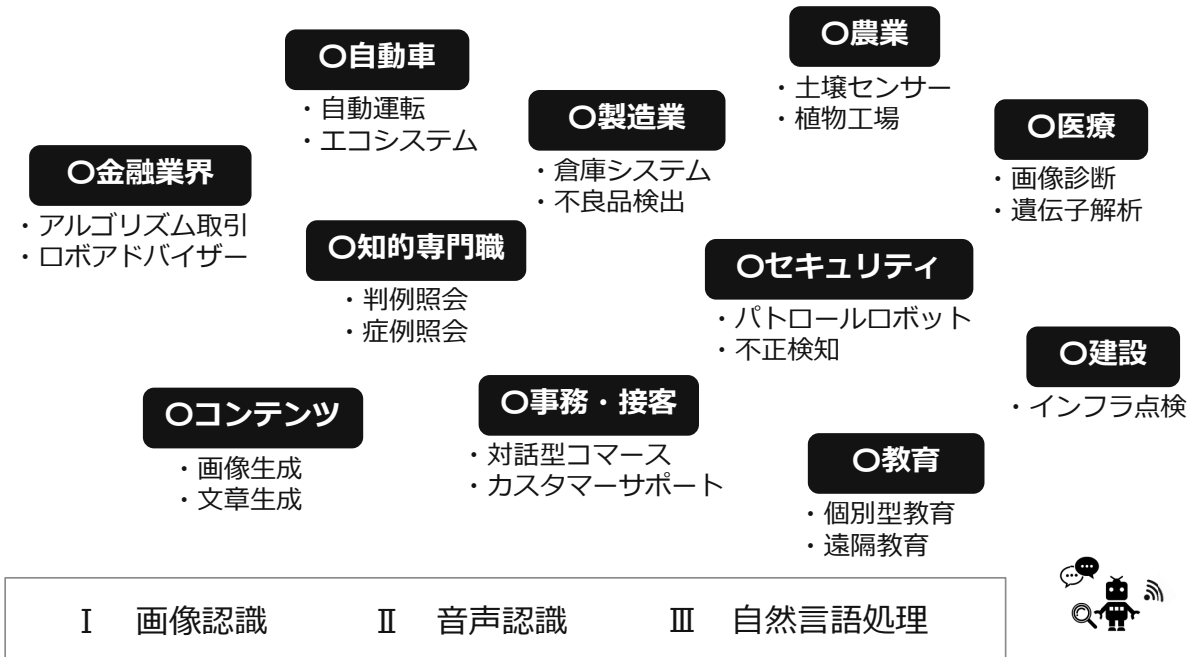 〇農業
・土壌センサー
・植物工場
〇自動車
・自動運転
・エコシステム
〇製造業
・倉庫システム
・不良品検出
〇医療
・画像診断
・遺伝子解析
〇金融業界
・アルゴリズム取引
・ロボアドバイザー
〇知的専門職
・判例照会
・症例照会
〇セキュリティ
・パトロールロボット
・不正検知
〇建設
・インフラ点検
〇コンテンツ
・画像生成
・文章生成
〇事務・接客
・対話型コマース
・カスタマーサポート
〇教育
・個別型教育
・遠隔教育
Ⅰ 画像認識 Ⅱ 音声認識 Ⅲ 自然言語処理